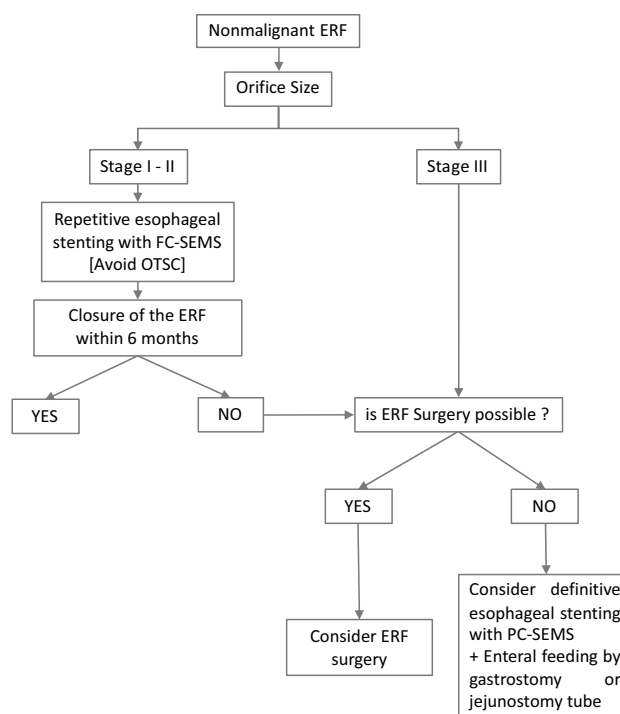 Nonmalignant ERF
Orifice Size
Stage I - II
Stage III
Repetitive esophageal
stenting with FC-SEMS
[Avoid OTSC]
Closure of the ERF
within 6 months
YES
NO
is ERF Surgery possible ?
YES
NO
Consider ERF
surgery
Consider definitive
esophageal stenting
with PC-SEMS
+ Enteral feeding by
gastrostomy or
jejunostomy tube